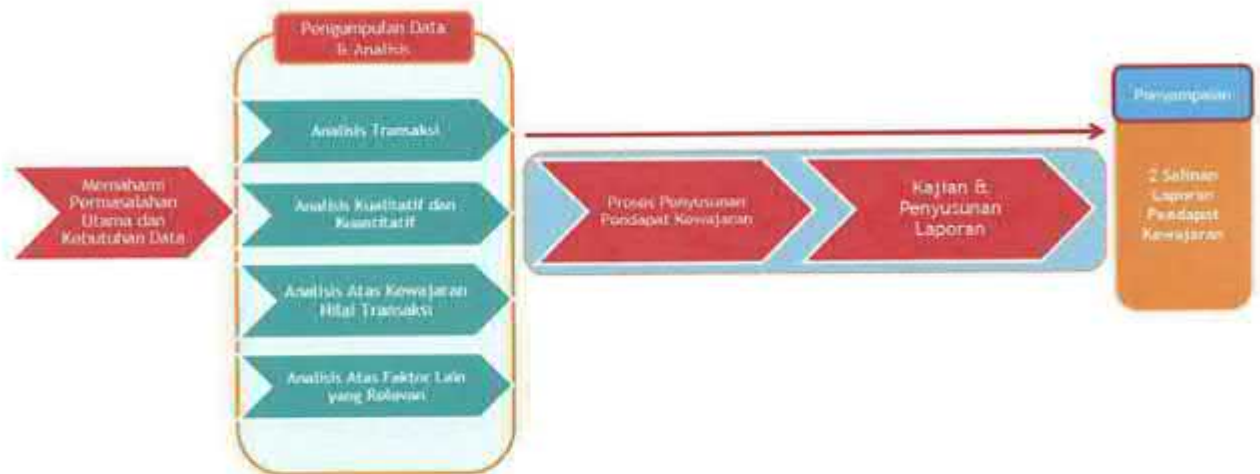 Memahami
Permasalahan
Utama dan
Kebutuhan Data
Pengumpulan Data
& Analisis
Analisis Transaksi
Analisis Kualitatif dan
Kuantitatif
Analisis Atas Kewajaran
Nilai Transaksi
Analisis Atas Faktor Lain
yang Relevan
Proses Penyusunan
Pendapat Kewajaran
Kajian &
Penyusunan
Laporan
Penyampaian
2 Salinan
Laporan
Pendapat
Kewajaran